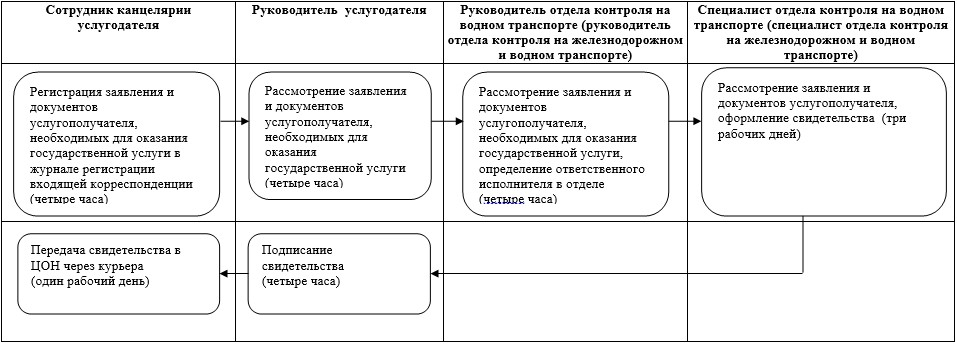 Сотрудник канцелярии
услугодателя
Руководитель услугодателя
Руководитель отдела контроля на
водном транспорте (руководитель
отдела контроля на железнодорожном
и водном транспорте)
Специалист отдела контроля на водном
транспорте (специалист отдела контроля
на железнодорожном и водном
транспорте)
Регистрация заявления и
документов
услугополучателя,
необходимых для оказания
государственной услуги в
журнале регистрации
входящей корреспонденции
(четыре часа)
Рассмотрение заявления
и документов
услугополучателя,
необходимых для
оказания
государственной услуги
(четыре часа)
Рассмотрение заявления и
документов
услугополучателя,
необходимых для оказания
государственной услуги,
определение ответственного
исполнителя в отделе
(четыре часа)
Рассмотрение заявления и
документов услугополучателя,
оформление свидетельства (три
рабочих дней)
Передача свидетельства в
ЦОН через курьера
(один рабочий день)
Подписание
свидетельства
(четыре часа)